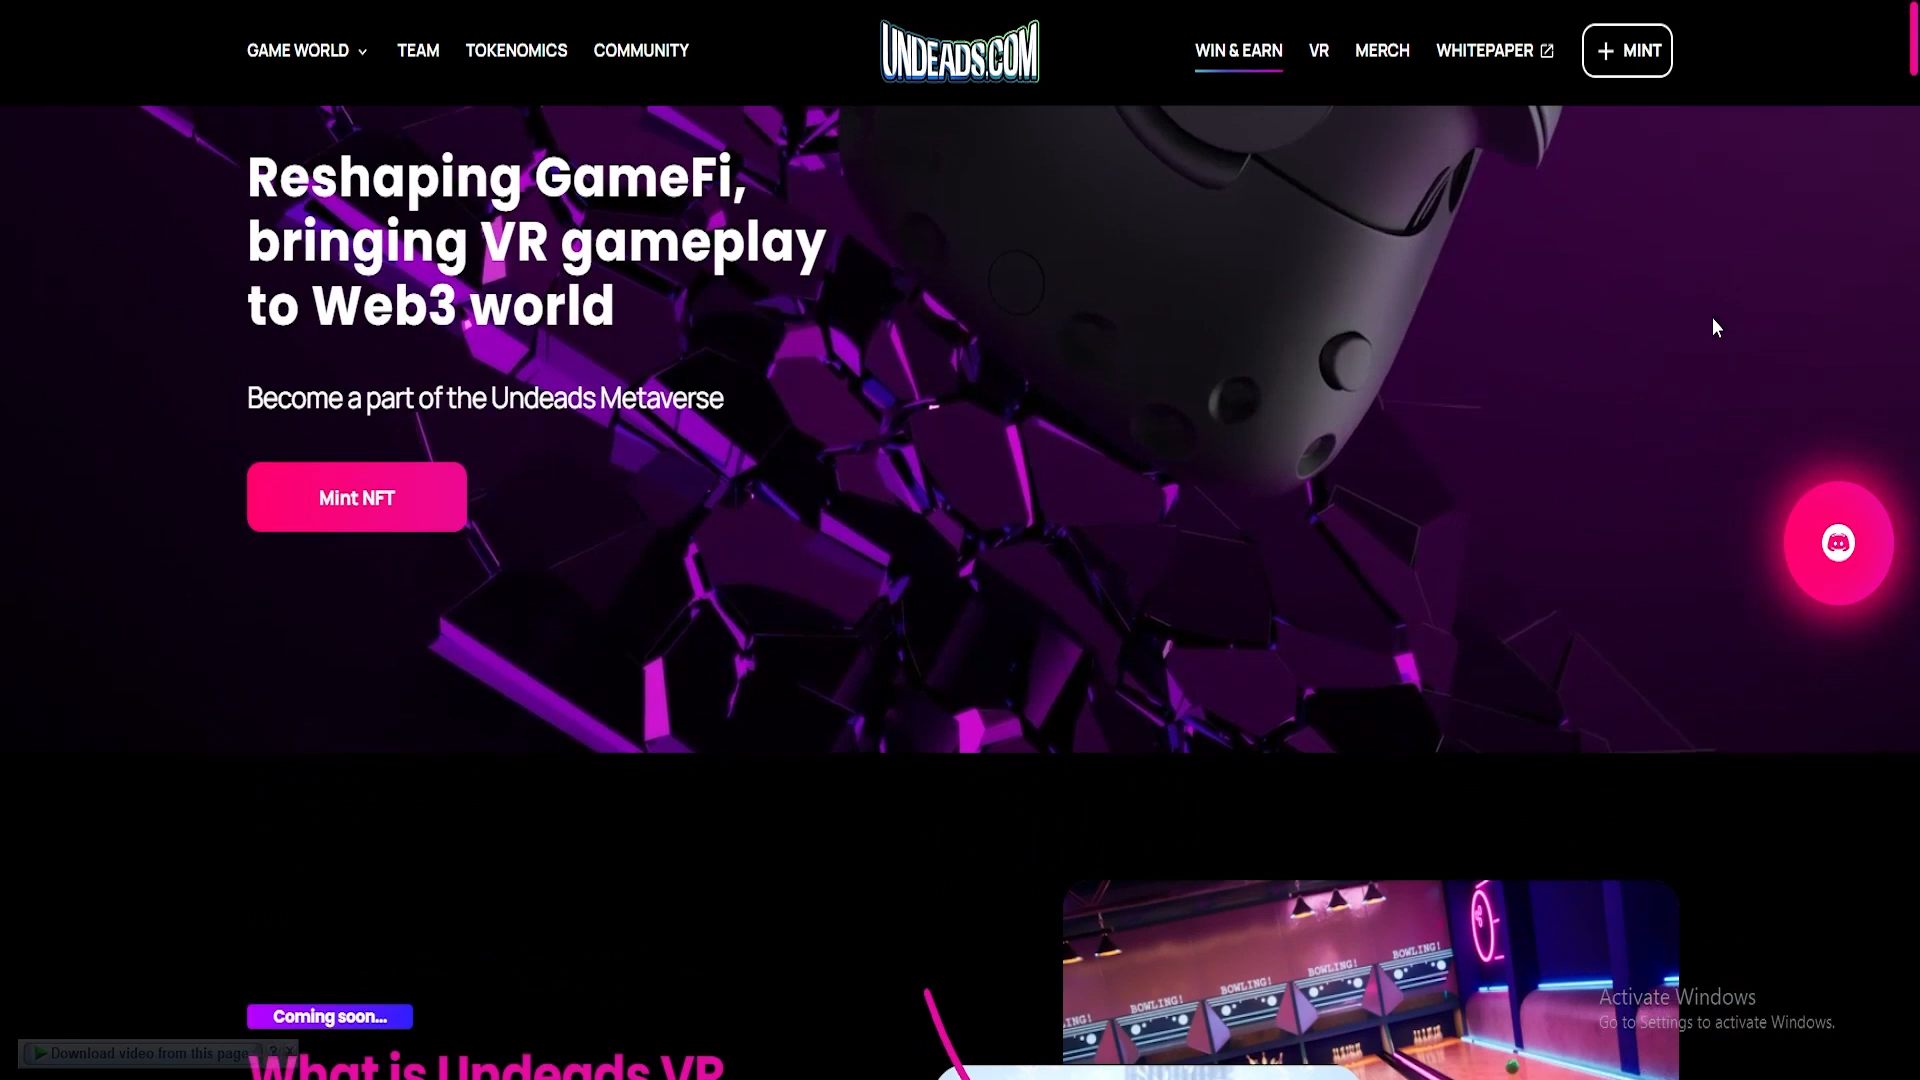 GAME WORLD
TEAM
TOKENOMICS
COMMUNITY
UNDEADS.COM
WIN & EARN
VR
MERCH
WHITEPAPER
+ MINT
Reshaping GameFi,
bringing VR gameplay
to Web3 world
Become a part of the Undeads Metaverse
Mint NFT
BOWLING!
BOWLING!
BOWLING!
BOWLING!
Activate Windows
Go to Settings to activate Windows.
Coming soon...
Download video from this page ? X
What is Undeads VR